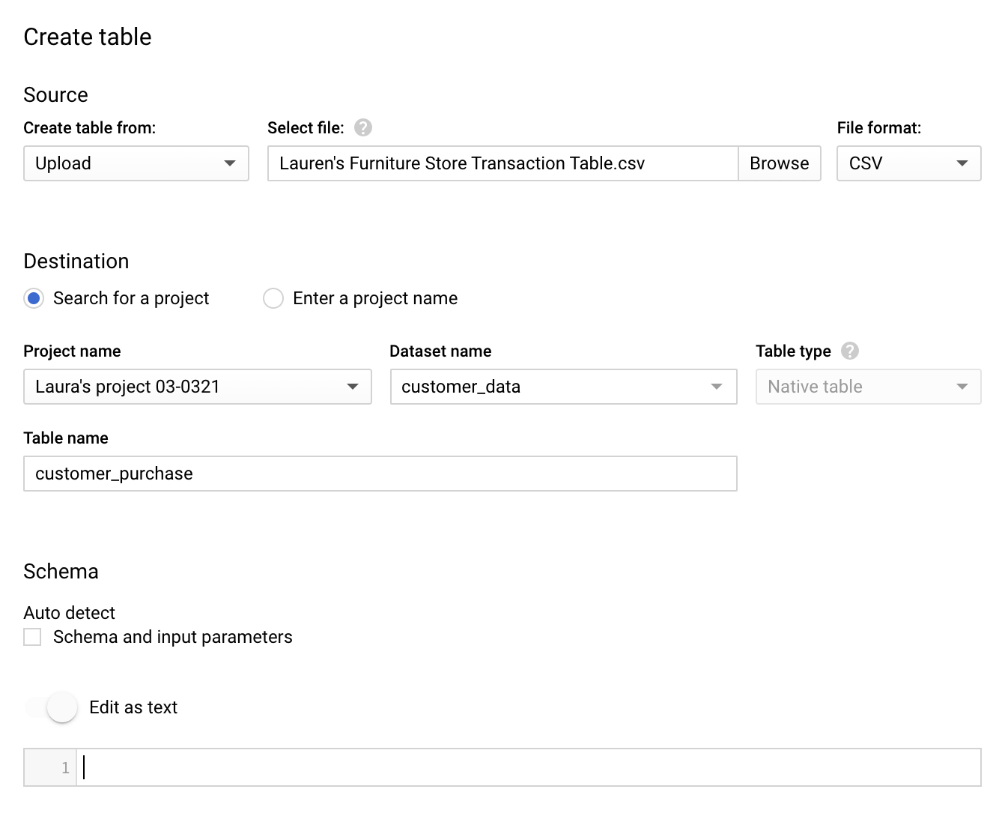 Create table
Source
Create table from: Select file: ? File format:
Upload Lauren's Furniture Store Transaction Table.csv Browse CSV
Destination
Search for a project Enter a project name
Project name Dataset name Table type ?
Laura's project 03-0321 customer_data Native table
Table name
customer_purchase
Schema
Auto detect
Schema and input parameters
Edit as text
1